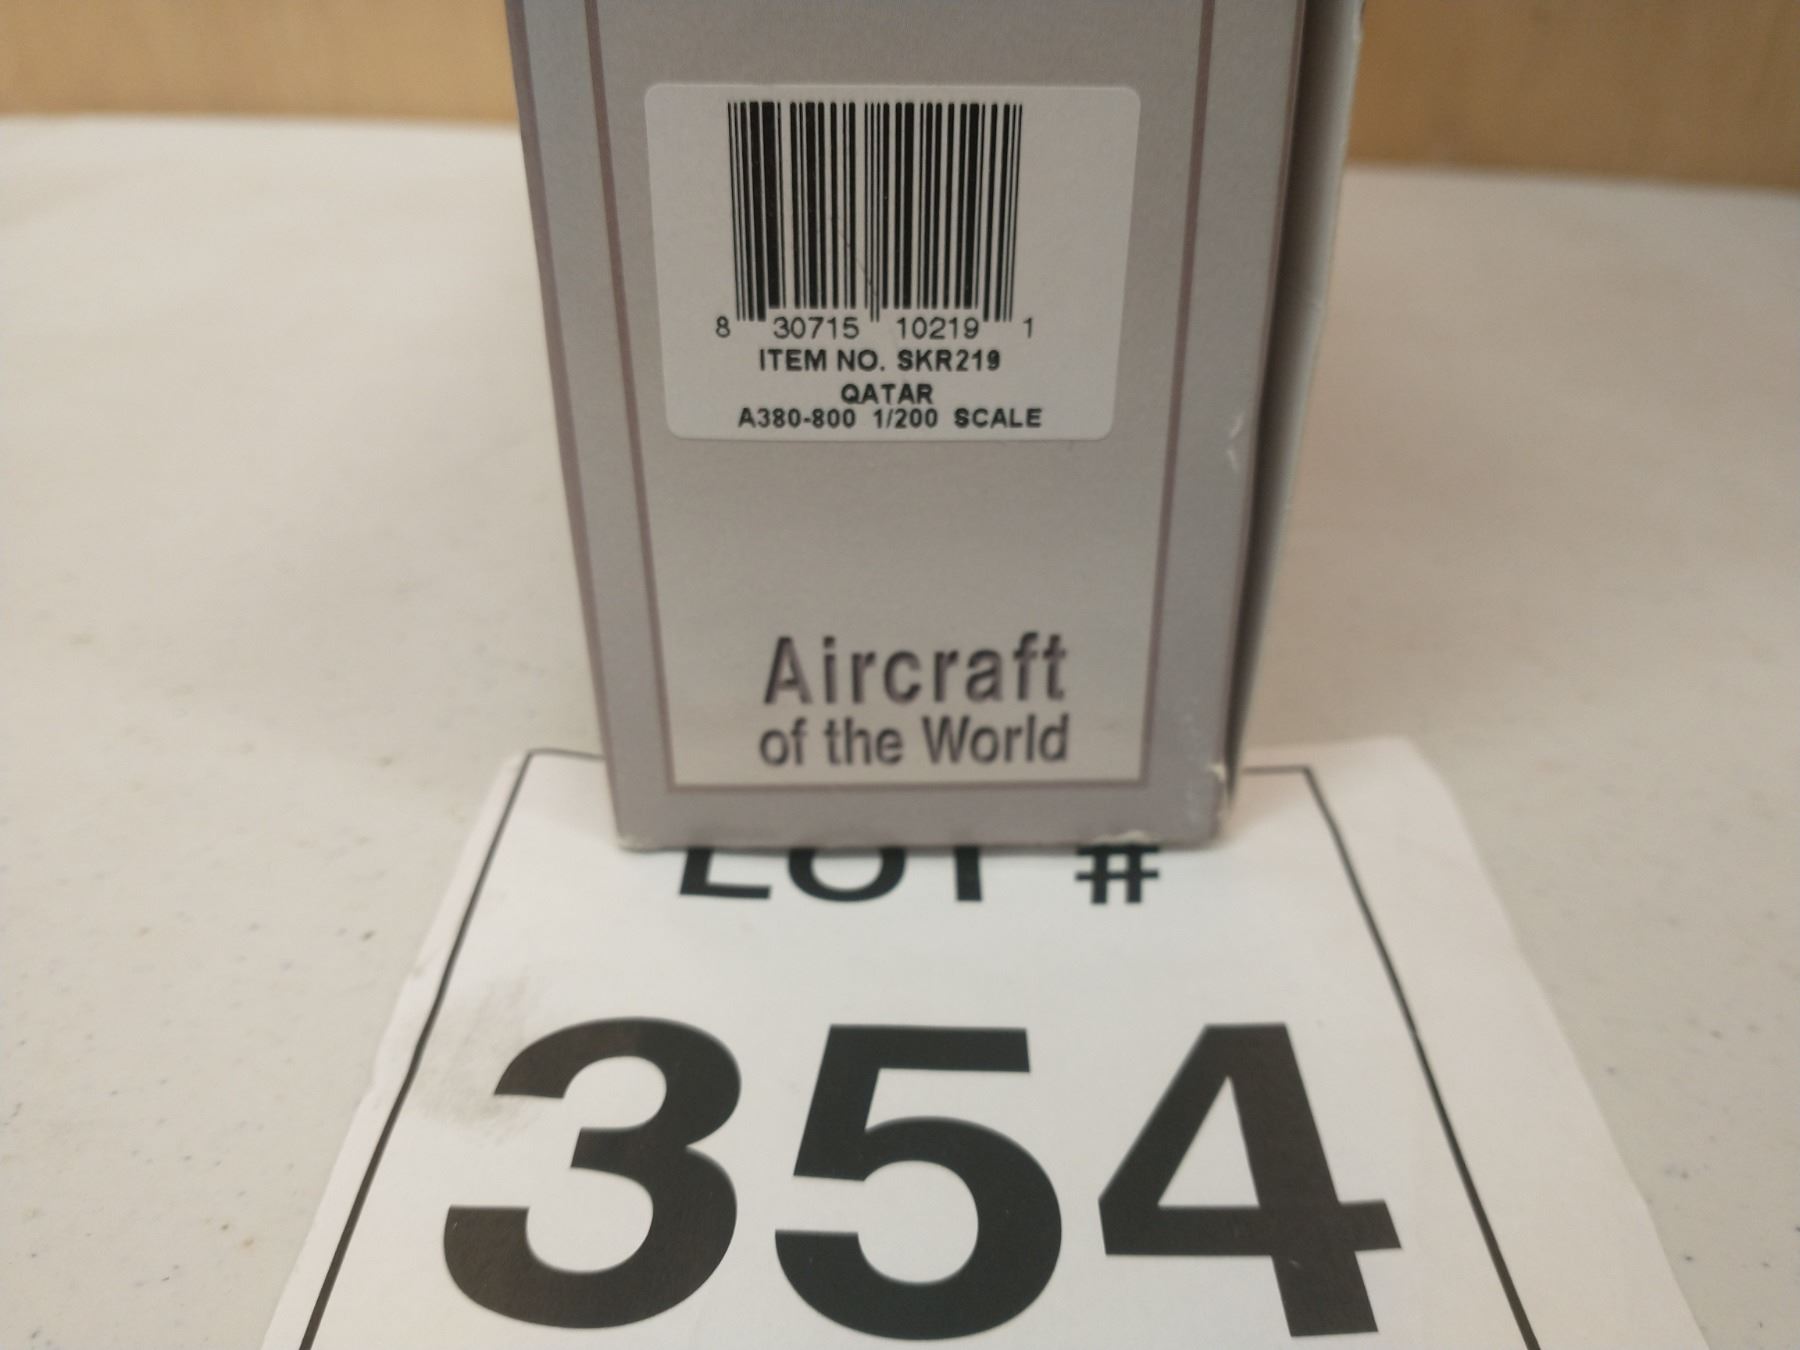 8 30715 10219 1
ITEM NO. SKR219
QATAR
A380-800 1/200 SCALE
Aircraft
of the World
LOT #
354